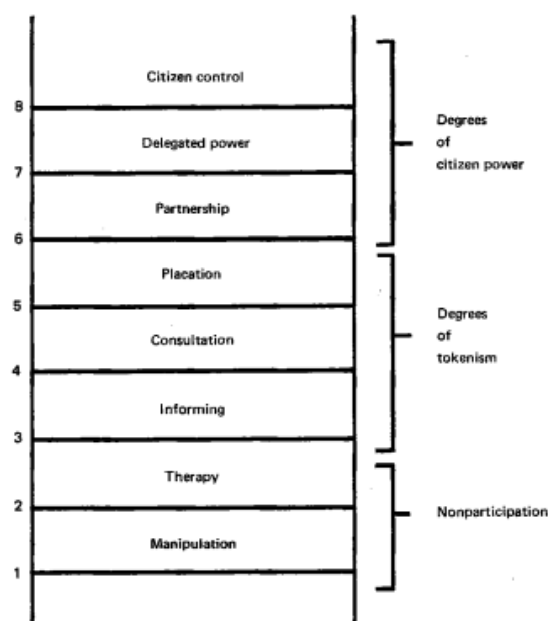 Citizen control
8
Delegated power
7
Partnership
6
Placation
5
Consultation
4
Informing
3
Therapy
2
Manipulation
1
Degrees
of
citizen power
Degrees
of
tokenism
Nonparticipation